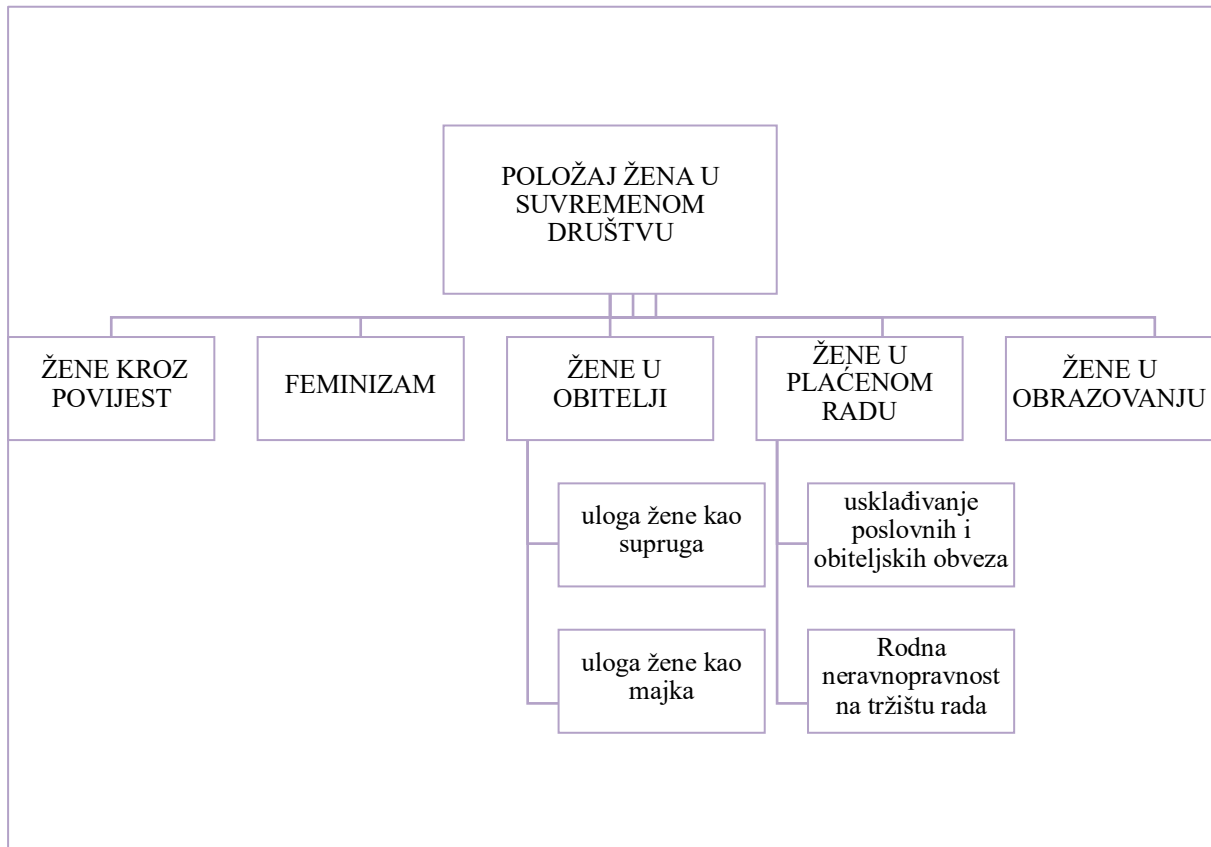 POLOŽAJ ŽENA U
SUVREMENOM
DRUŠTVU
ŽENE KROZ
POVIJEST
FEMINIZAM
ŽENE U
OBITELJI
ŽENE U
PLAĆENOM
RADU
ŽENE U
OBRAZOVANJU
uloga žene kao
supruga
uloga žene kao
majka
usklađivanje
poslovnih i
obiteljskih obveza
Rodna
neravnopravnost
na tržištu rada